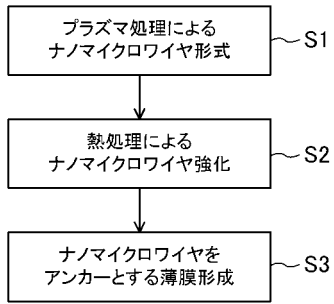 プラズマ処理による
ナノマイクロワイヤ形式
S1
熱処理による
ナノマイクロワイヤ強化
S2
ナノマイクロワイヤを
アンカーとする薄膜形成
S3